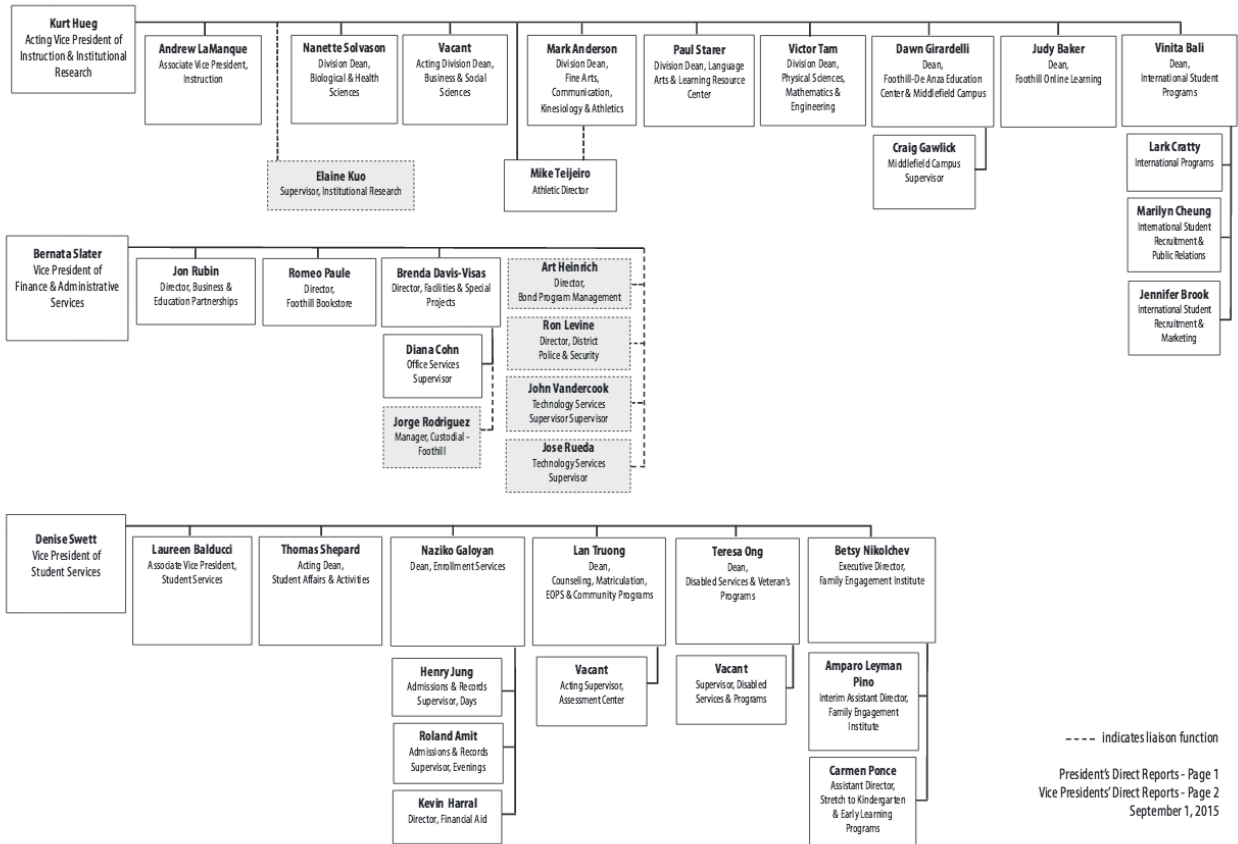 Kurt Hueg
Acting Vice President of
Instruction & Institutional
Research
Andrew LaManque
Associate Vice President,
Instruction
Nanette Solvason
Division Dean,
Biological & Health
Sciences
Vacant
Acting Division Dean,
Business & Social
Sciences
Mark Anderson
Division Dean,
Fine Arts,
Communication,
Kinesiology & Athletics
Paul Starer
Division Dean, Language
Arts & Learning Resource
Center
Victor Tam
Division Dean,
Physical Sciences,
Mathematics &
Engineering
Dawn Girardelli
Dean,
Foothill-De Anza Education
Center & Middlefield Campus
Judy Baker
Dean,
Foothill Online Learning
Vinita Bali
Dean,
International Student
Programs
Elaine Kuo
Supervisor, Institutional Research
Mike Teijeiro
Athletic Director
Craig Gawlick
Middlefield Campus
Supervisor
Lark Cratty
International Programs
Marilyn Cheung
International Student
Recruitment &
Public Relations
Jennifer Brook
International Student
Recruitment &
Marketing
Bernata Slater
Vice President of
Finance & Administrative
Services
Jon Rubin
Director, Business &
Education Partnerships
Romeo Paule
Director,
Foothill Bookstore
Brenda Davis-Visas
Director, Facilities & Special
Projects
Diana Cohn
Office Services
Supervisor
Jorge Rodriguez
Manager, Custodial -
Foothill
Art Heinrich
Director,
Bond Program Management
Ron Levine
Director, District
Police & Security
John Vandercook
Technology Services
Supervisor Supervisor
Jose Rueda
Technology Services
Supervisor
Denise Swett
Vice President of
Student Services
Laureen Balducci
Associate Vice President,
Student Services
Thomas Shepard
Acting Dean,
Student Affairs & Activities
Naziko Galoyan
Dean, Enrollment Services
Lan Truong
Dean,
Counseling, Matriculation,
EOPS & Community Programs
Teresa Ong
Dean,
Disabled Services & Veteran's
Programs
Betsy Nikolchev
Executive Director,
Family Engagement Institute
Henry Jung
Admissions & Records
Supervisor, Days
Roland Amit
Admissions & Records
Supervisor, Evenings
Kevin Harral
Director, Financial Aid
Vacant
Acting Supervisor,
Assessment Center
Vacant
Supervisor, Disabled
Services & Programs
Amparo Leyman
Pino
Interim Assistant Director,
Family Engagement
Institute
Carmen Ponce
Assistant Director,
Stretch to Kindergarten
& Early Learning
Programs
---- indicates liaison function
President's Direct Reports - Page 1
Vice Presidents' Direct Reports - Page 2
September 1, 2015